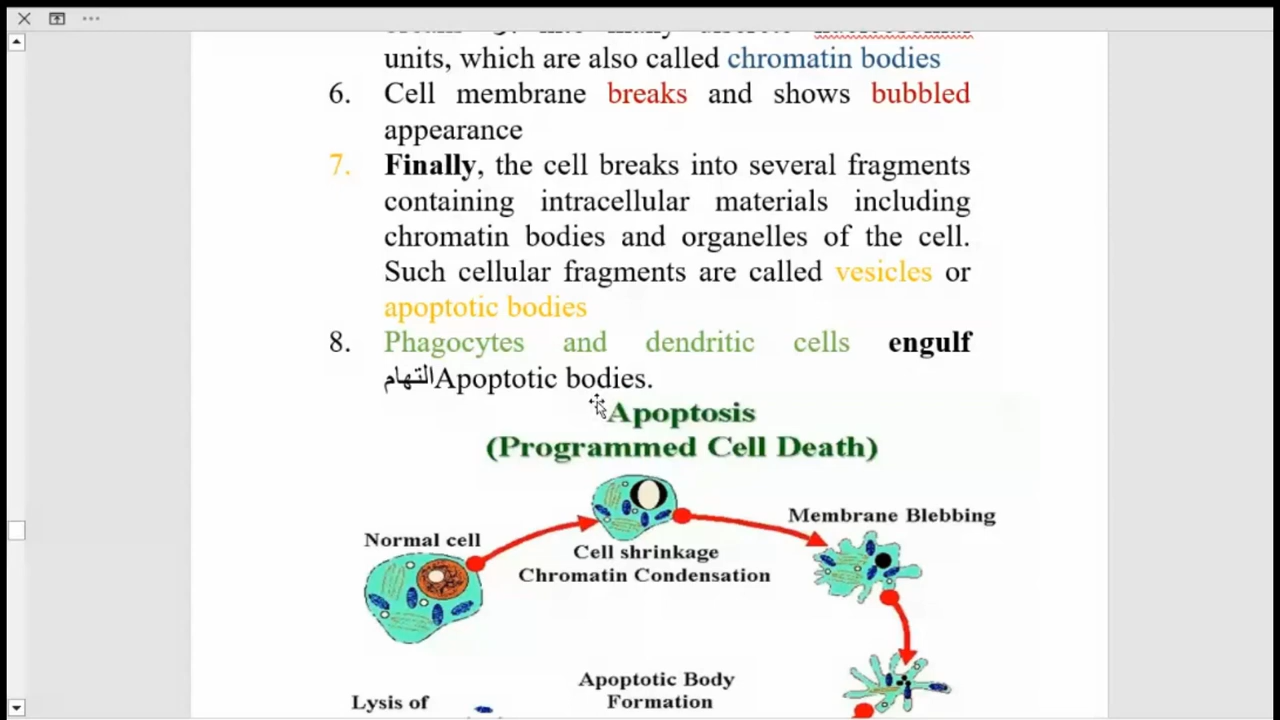 units, which are also called chromatin bodies
6. Cell membrane breaks and shows bubbled
appearance
7. Finally, the cell breaks into several fragments
containing intracellular materials including
chromatin bodies and organelles of the cell.
Such cellular fragments are called vesicles or
apoptotic bodies
8. Phagocytes and dendritic cells engulf
التهامApoptotic bodies.
Apoptosis
(Programmed Cell Death)
Membrane Blebbing
Normal cell
Cell shrinkage
Chromatin Condensation
Apoptotic Body
Formation
Lysis of